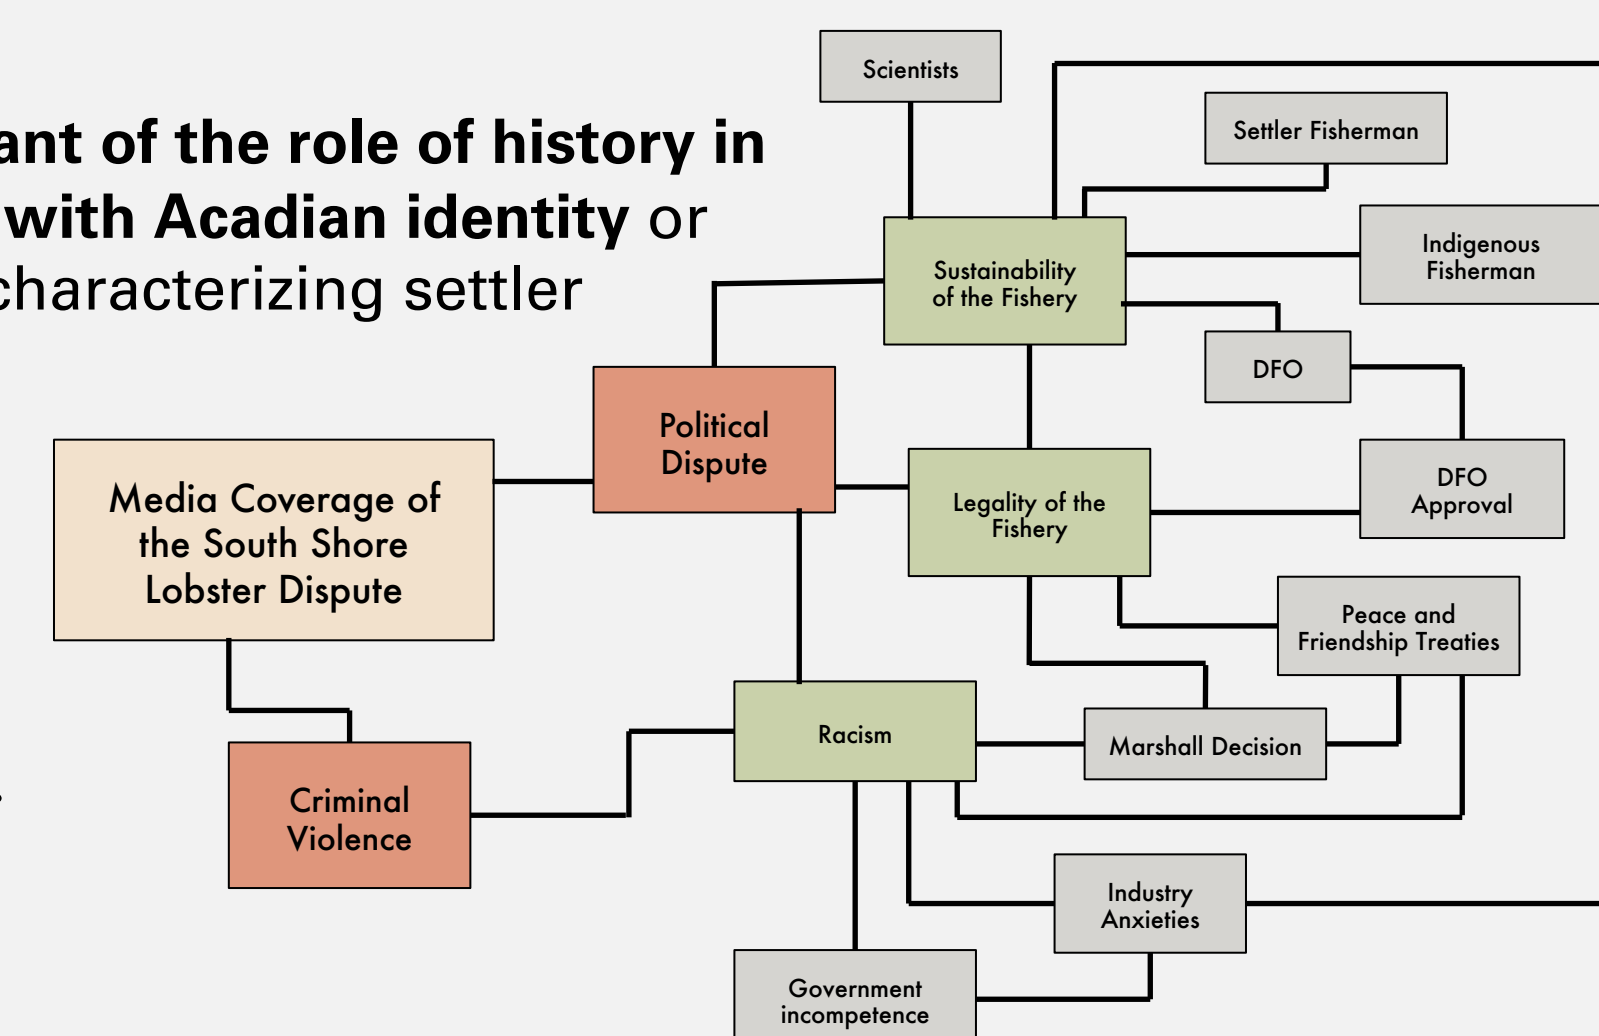 ant of the role of history in
with Acadian identity or
characterizing settler
.
Scientists
Settler Fisherman
Sustainability
of the Fishery
Indigenous
Fisherman
DFO
Political
Dispute
DFO
Approval
Media Coverage of
the South Shore
Lobster Dispute
Legality of the
Fishery
Peace and
Friendship Treaties
Racism
Marshall Decision
Criminal
Violence
Industry
Anxieties
Government
incompetence